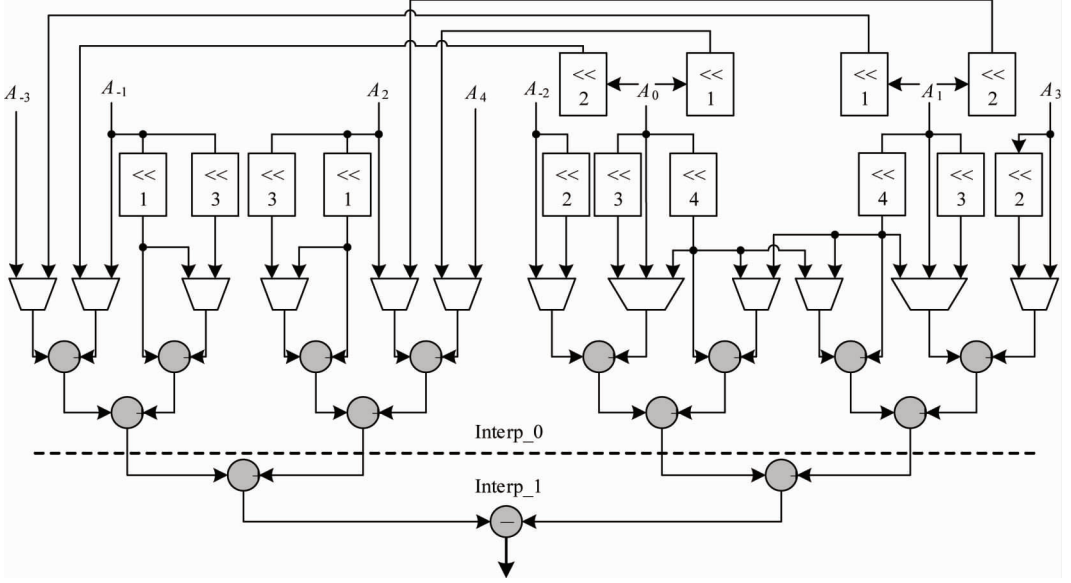 << 2
<< 1
<< 1
<< 2
A-3
A-1
A2
A4
A-2
A0
A1
A3
<< 1
<< 3
<< 3
<< 1
<< 2
<< 3
<< 4
<< 4
<< 3
<< 2
Interp_0
Interp_1
−